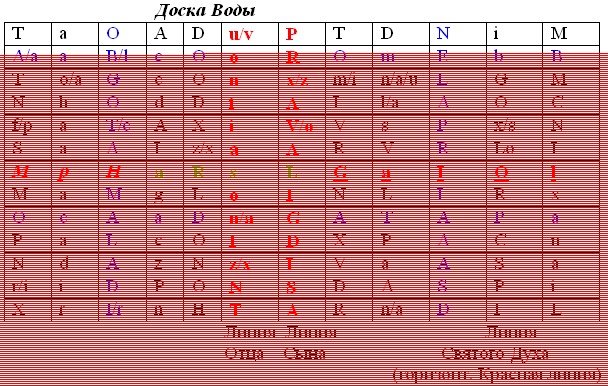 Доска Воды
T a O A D u/v P T D N i M
A/a a B/l c O o R O m E b B
T o/a G c O n x/z m/i n/a/u L G M
N h O d D i A I l/a A O C
f/p a T/c A X i V/o V s P x/s N
S a A I z/x a A R V R Lo I
M p H a R s L G a I O l
M a M g L o I N L I R x
O e A a D n/u G A T A P a
P a L c O I D X P A C u
N d A z N z/x I V a A S a
r/i i D P O N S D A S P i
X r I/r n H T A R n/a D I L
Линия Линия Линия
Отца Сына Святого Духа
(горизонт. Красная линия)